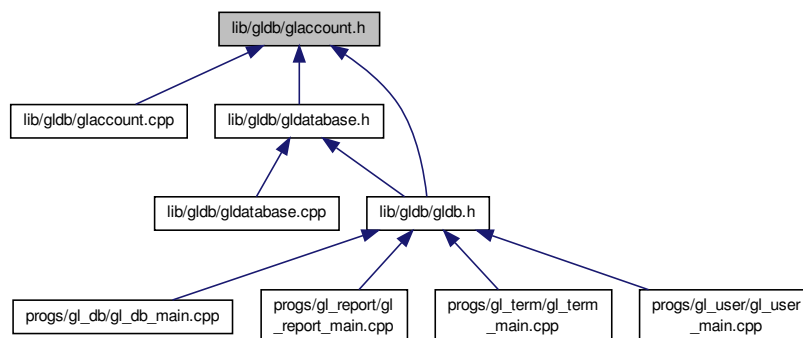 lib/gldb/glaccount.h
lib/gldb/glaccount.cpp
lib/gldb/gldatabase.h
lib/gldb/gldatabase.cpp
lib/gldb/gldb.h
progs/gl_db/gl_db_main.cpp
progs/gl_report/gl
_report_main.cpp
progs/gl_term/gl_term
_main.cpp
progs/gl_user/gl_user
_main.cpp